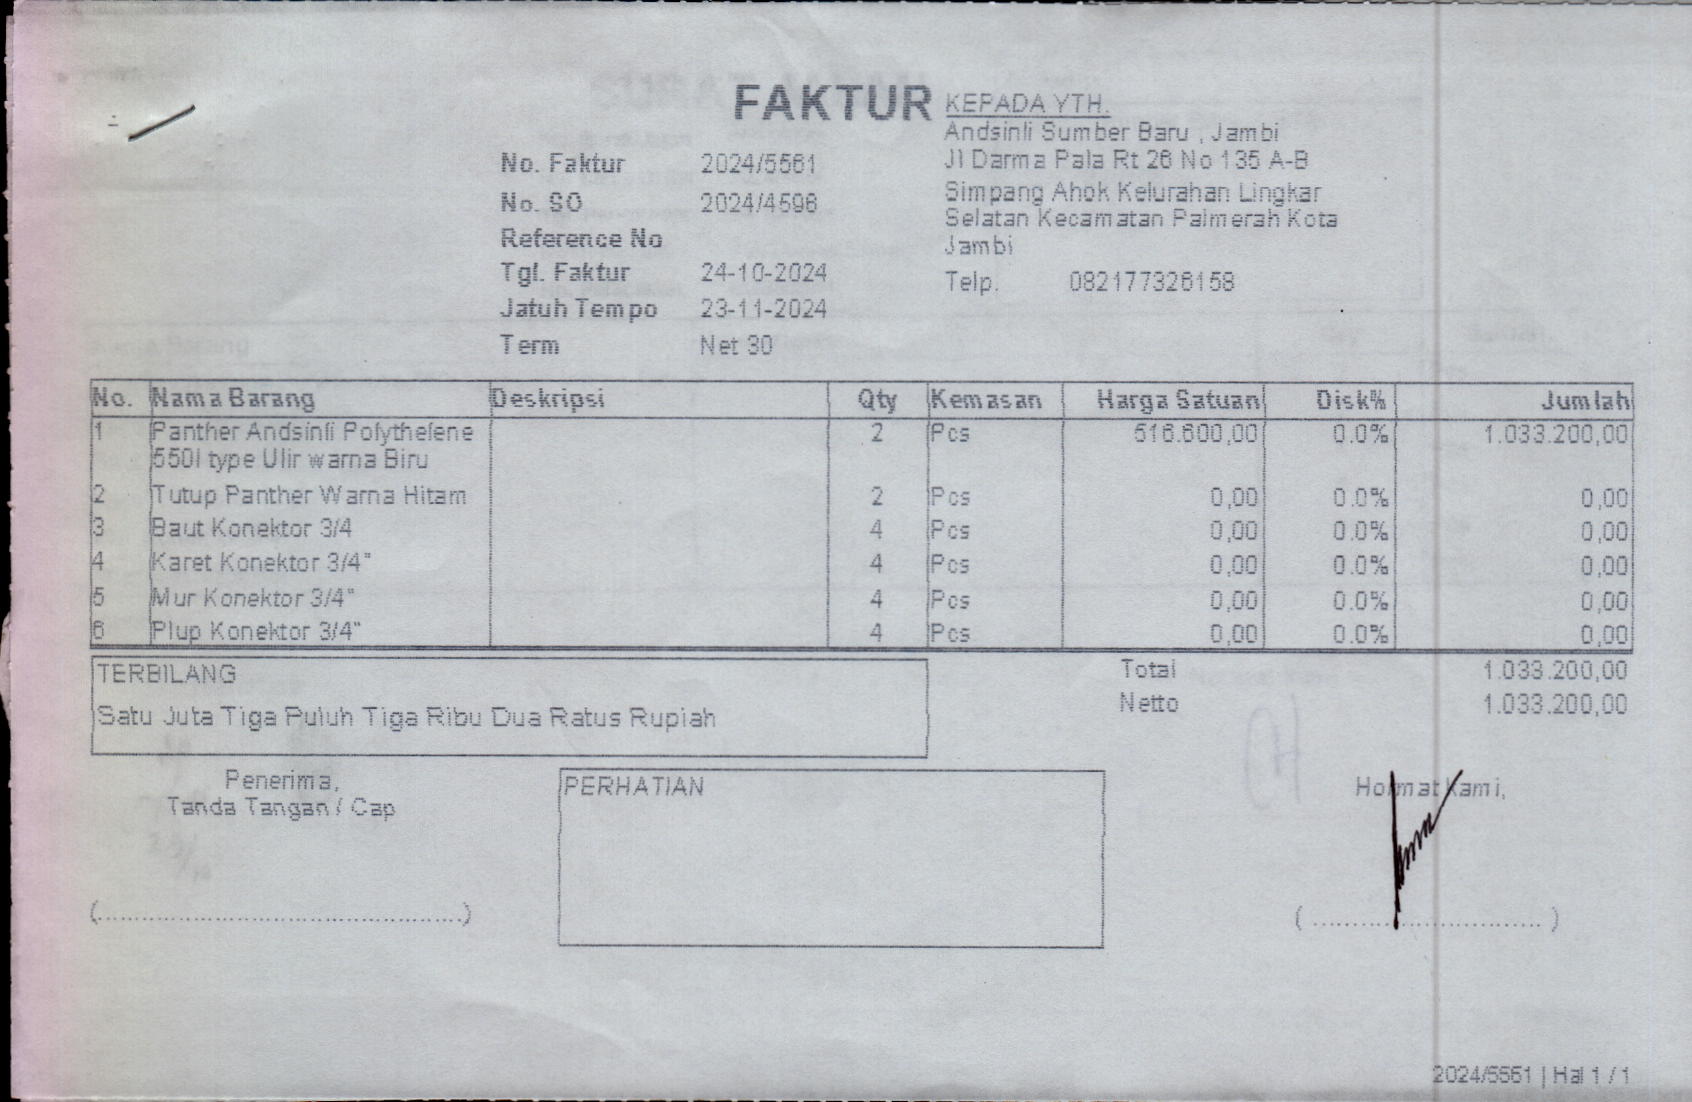 FAKTUR
No. Faktur 2024/5561
No. SO 2024/4596
Reference No
Tgl. Faktur 24-10-2024
Jatuh Tempo 23-11-2024
Term Net 30
KEPADA YTH.
Andsinli Sumber Baru , Jambi
Jl Darma Pala Rt 26 No 135 A-B
Simpang Ahok Kelurahan Lingkar
Selatan Kecamatan Palmerah Kota
Jambi
Telp. 082177326158
No. Nama Barang Deskripsi Qty Kemasan Harga Satuan Disk% Jumlah
1 Panther Andsinli Polythelene 2 Pcs 516.600,00 0.0% 1.033.200,00
550l type Ulir warna Biru
2 Tutup Panther Warna Hitam 2 Pcs 0,00 0.0% 0,00
3 Baut Konektor 3/4 4 Pcs 0,00 0.0% 0,00
4 Karet Konektor 3/4" 4 Pcs 0,00 0.0% 0,00
5 Mur Konektor 3/4" 4 Pcs 0,00 0.0% 0,00
6 Plup Konektor 3/4" 4 Pcs 0,00 0.0% 0,00
Total 1.033.200,00
Netto 1.033.200,00
TERBILANG
Satu Juta Tiga Puluh Tiga Ribu Dua Ratus Rupiah
Penerima,
Tanda Tangan / Cap
PERHATIAN
Hormat Kami,
2024/5561 | Hal 1 / 1